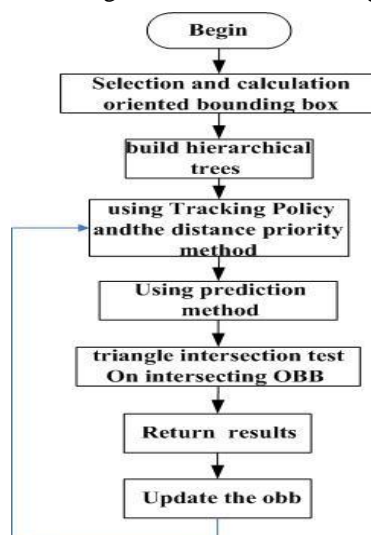 Begin
Selection and calculation
oriented bounding box
build hierarchical
trees
using Tracking Policy
andthe distance priority
method
Using prediction
method
triangle intersection test
On intersecting OBB
Return results
Update the obb